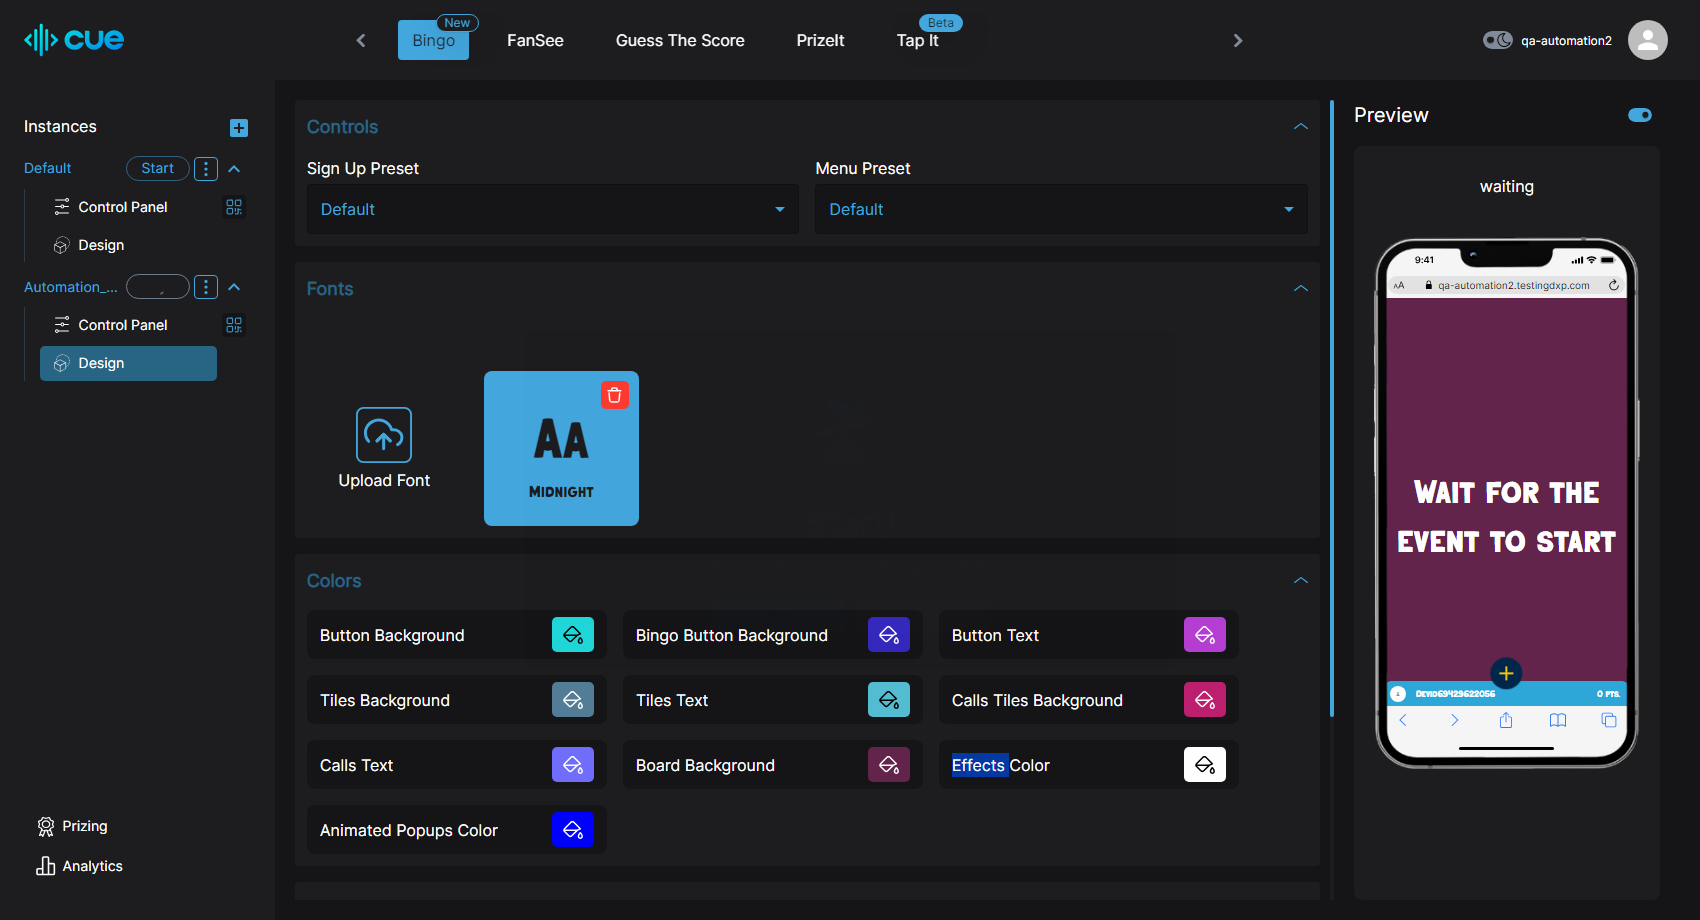 cue
New
Bingo
FanSee
Guess The Score
PrizeIt
Beta
Tap It
qa-automation2
Instances
Default
Start
Control Panel
Design
Automation_...
Control Panel
Design
Prizing
Analytics
Controls
Sign Up Preset
Menu Preset
Default
Default
Fonts
Upload Font
AA
MIDNIGHT
Colors
Button Background
Bingo Button Background
Button Text
Tiles Background
Tiles Text
Calls Tiles Background
Calls Text
Board Background
Effects Color
Animated Popups Color
Preview
waiting
9:41
AA
qa-automation2.testingdxp.com
WAIT FOR THE
EVENT TO START
DEVID69429622056
0 PTS.